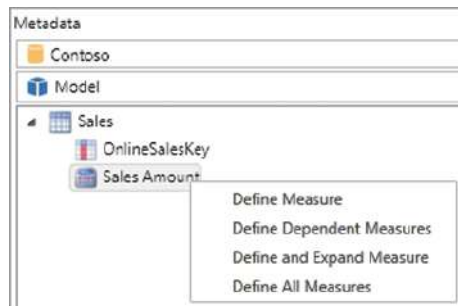 Metadata
Contoso
Model
Sales
OnlineSalesKey
Sales Amount
Define Measure
Define Dependent Measures
Define and Expand Measure
Define All Measures